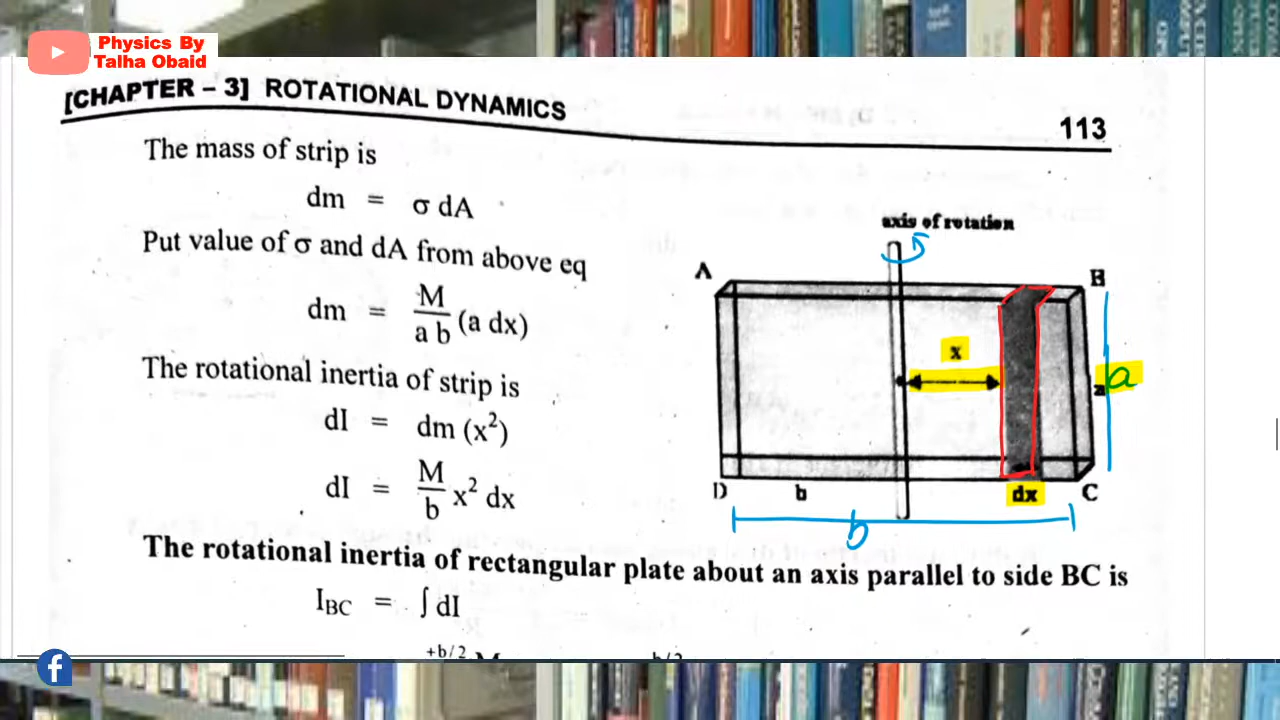 Physics By
Talha Obaid
[CHAPTER – 3] ROTATIONAL DYNAMICS
113
The mass of strip is
dm = σ dA
Put value of σ and dA from above eq
dm = M/a b (a dx)
The rotational inertia of strip is
dI = dm (x²)
dI = M/b x² dx
axis of rotation
A
B
x
a
a
D
b
dx
C
b
The rotational inertia of rectangular plate about an axis parallel to side BC is
I_BC = ∫ dI
+b/2
b/2
f